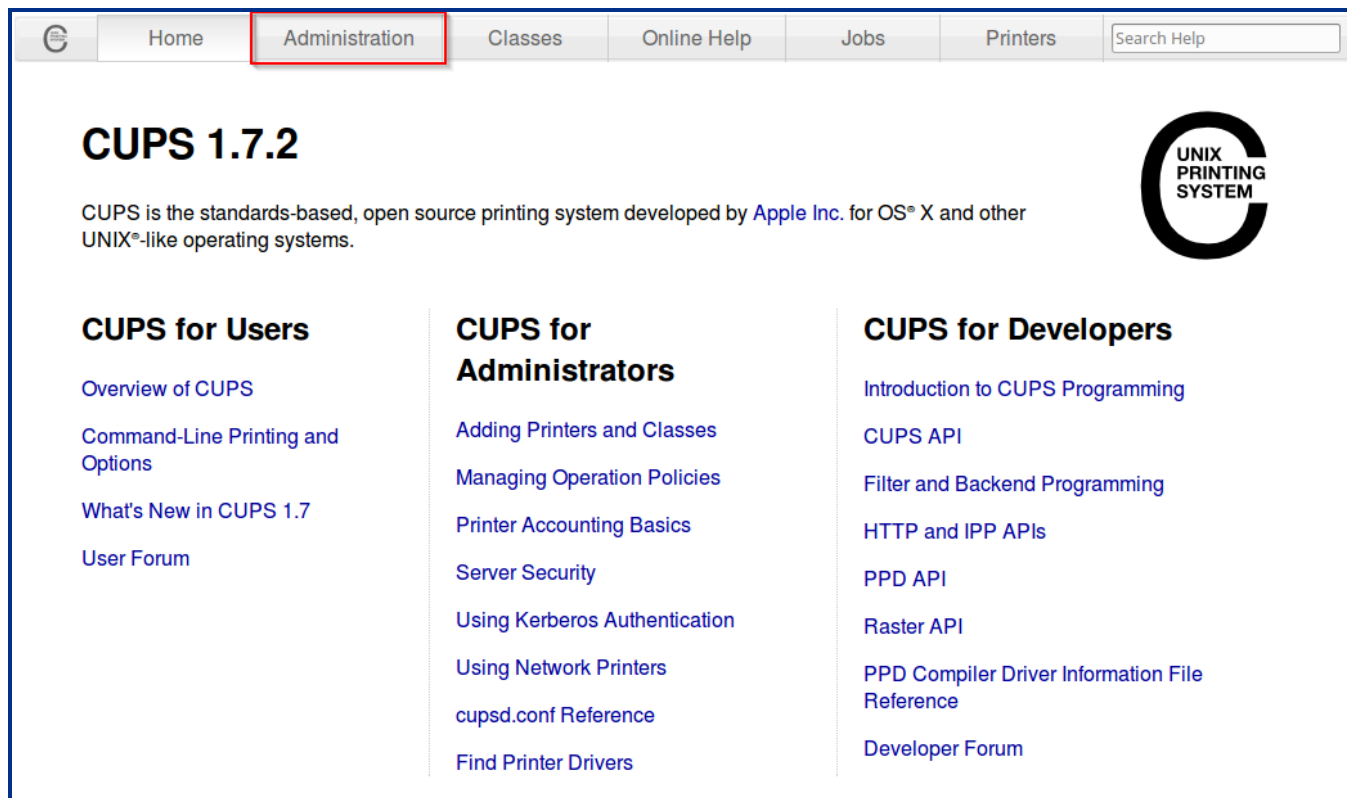 Home Administration Classes Online Help Jobs Printers Search Help
CUPS 1.7.2
UNIX
PRINTING
SYSTEM
CUPS is the standards-based, open source printing system developed by Apple Inc. for OS® X and other
UNIX®-like operating systems.
CUPS for Users
Overview of CUPS
Command-Line Printing and
Options
What's New in CUPS 1.7
User Forum
CUPS for
Administrators
Adding Printers and Classes
Managing Operation Policies
Printer Accounting Basics
Server Security
Using Kerberos Authentication
Using Network Printers
cupsd.conf Reference
Find Printer Drivers
CUPS for Developers
Introduction to CUPS Programming
CUPS API
Filter and Backend Programming
HTTP and IPP APIs
PPD API
Raster API
PPD Compiler Driver Information File
Reference
Developer Forum